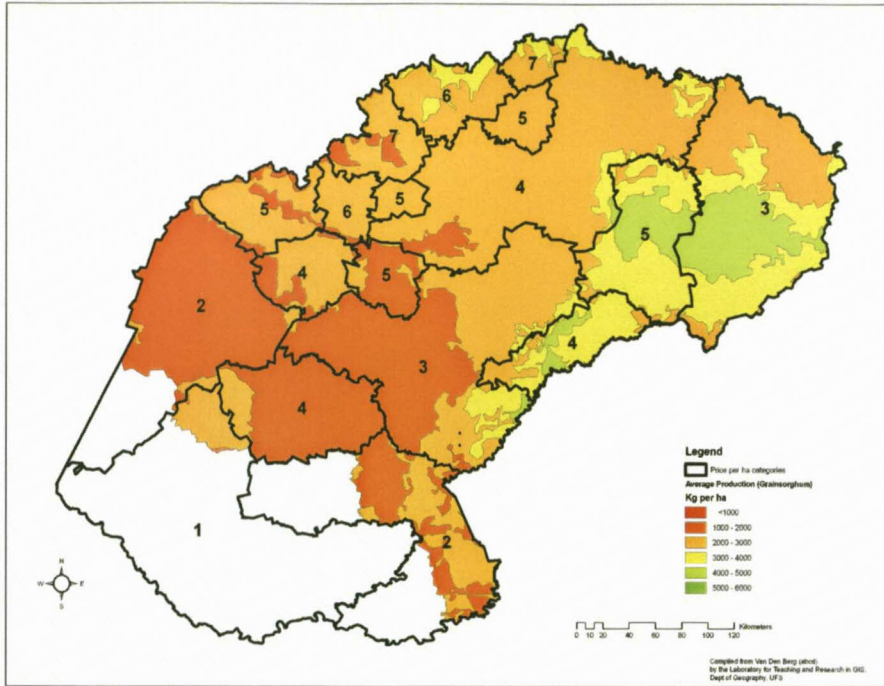 7
6
5
7
4
5
6
5
3
5
4
5
2
4
3
4
1
2
N
W E
S
Legend
Price per ha categories
Average Production (Grainsorghum)
Kg per ha
<1000
1000 - 2000
2000 - 3000
3000 - 4000
4000 - 5000
5000 - 6000
0 10 20 40 60 80 100 120
Kilometers
Compiled from Van Den Berg (abcd)
by the Laboratory for Teaching and Research in GIS,
Dept of Geography, UFS